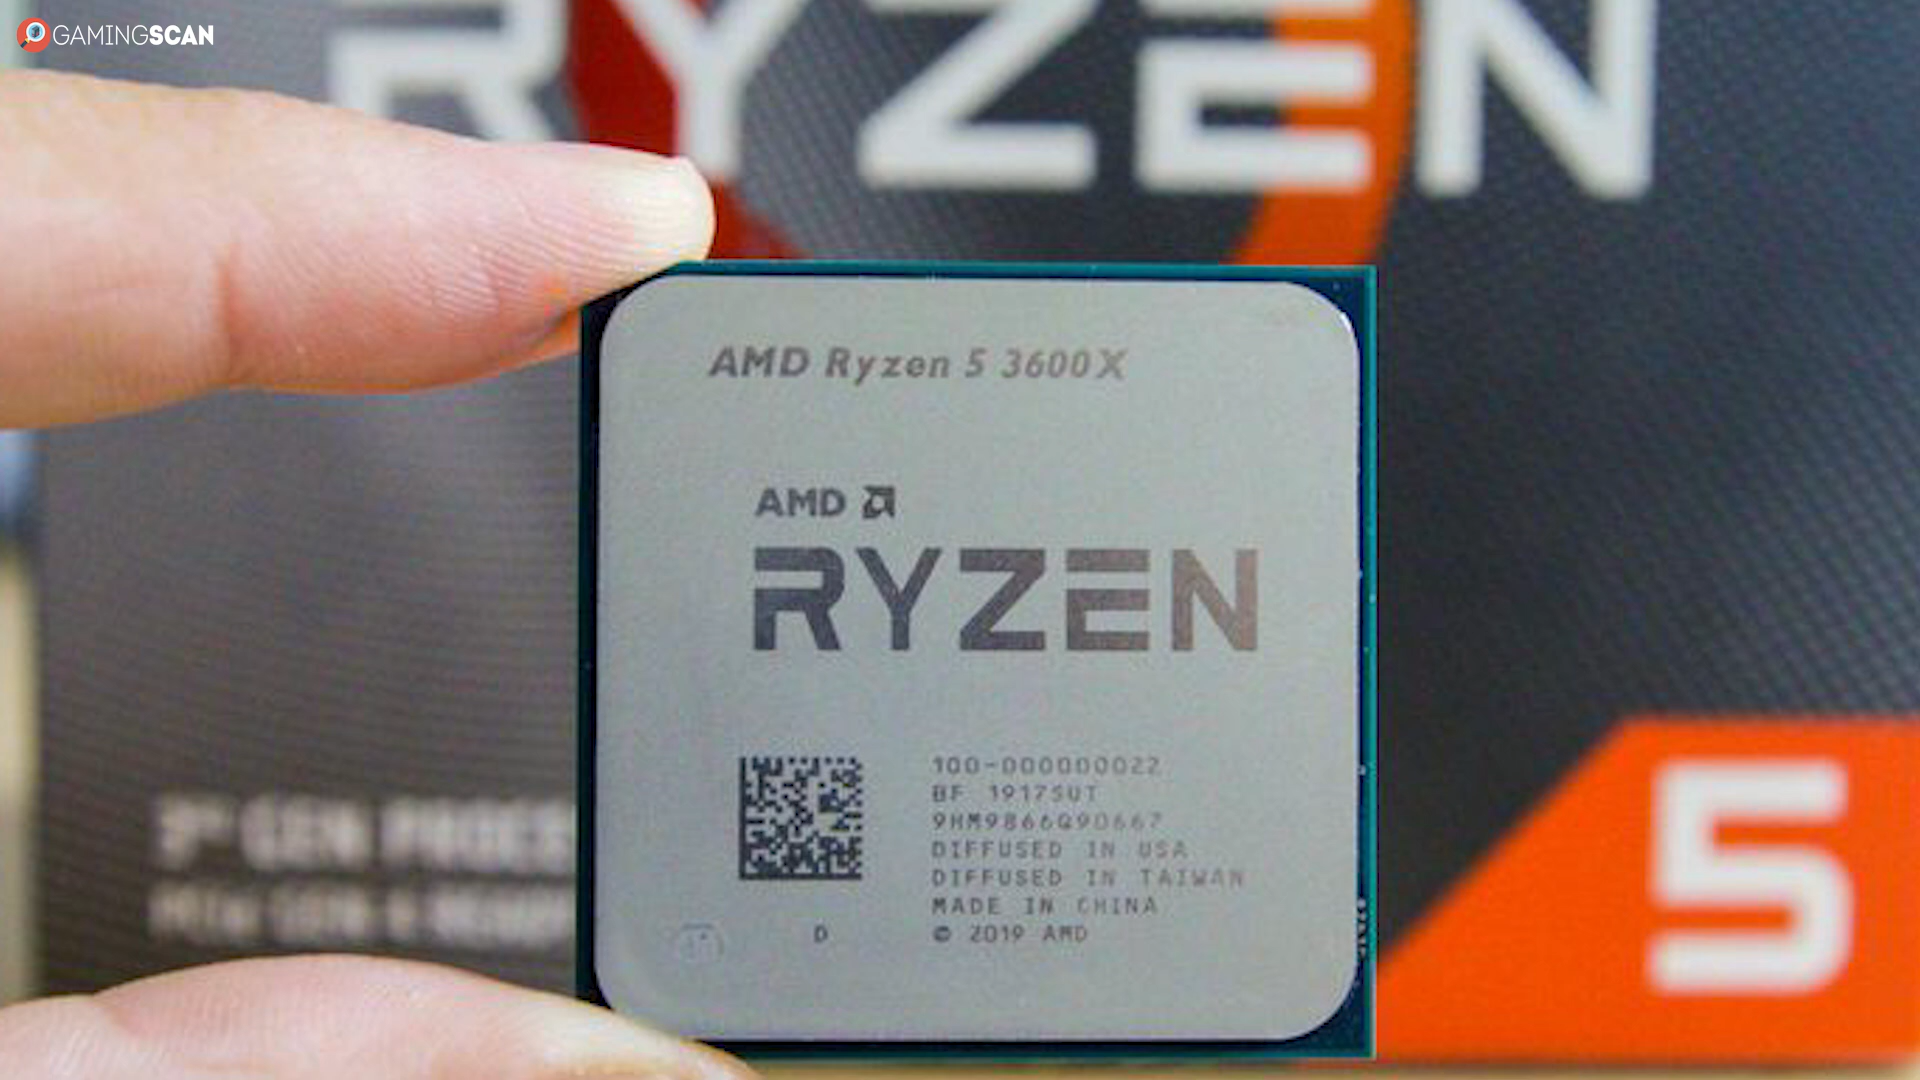 GAMINGSCAN
RYZEN
AMD Ryzen 5 3600X
AMD
RYZEN
100-000000022
BF 1917SUT
9HM9866Q90667
DIFFUSED IN USA
DIFFUSED IN TAIWAN
MADE IN CHINA
D
© 2019 AMD
5